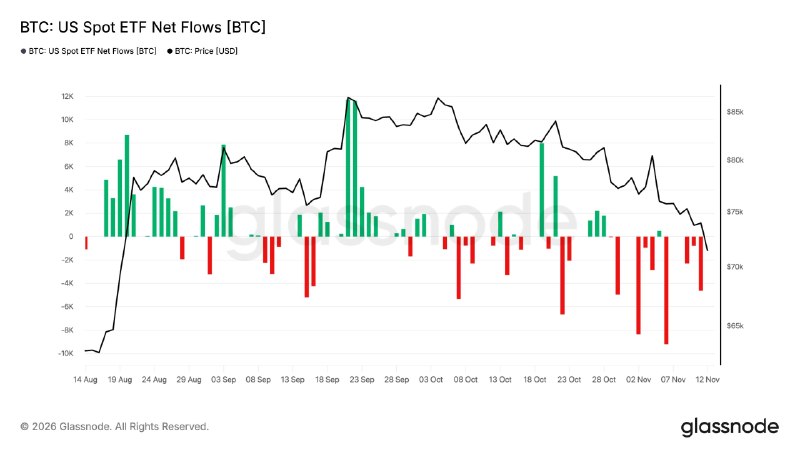 BTC: US Spot ETF Net Flows [BTC]
BTC: US Spot ETF Net Flows [BTC] BTC: Price [USD]
12K
10K
8K
6K
4K
2K
0
-2K
-4K
-6K
-8K
-10K
$85k
$80k
$75k
$70k
$65k
glassnode
14 Aug 19 Aug 24 Aug 29 Aug 03 Sep 08 Sep 13 Sep 18 Sep 23 Sep 28 Sep 03 Oct 08 Oct 13 Oct 18 Oct 23 Oct 28 Oct 02 Nov 07 Nov 12 Nov
© 2026 Glassnode. All Rights Reserved.
glassnode